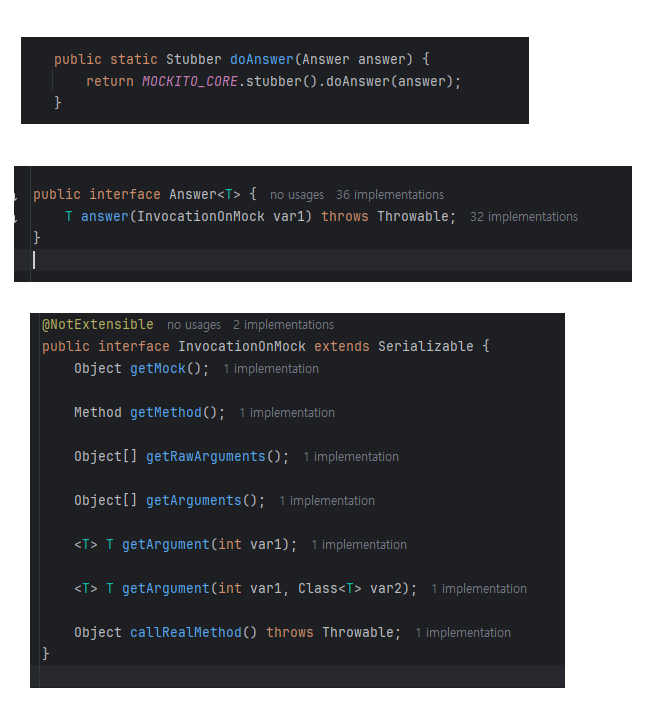 public static Stubber doAnswer(Answer answer) {
return MOCKITO_CORE.stubber().doAnswer(answer);
}
public interface Answer<T> { no usages 36 implementations
T answer(InvocationOnMock var1) throws Throwable; 32 implementations
}
@NotExtensible no usages 2 implementations
public interface InvocationOnMock extends Serializable {
Object getMock(); 1 implementation
Method getMethod(); 1 implementation
Object[] getRawArguments(); 1 implementation
Object[] getArguments(); 1 implementation
<T> T getArgument(int var1); 1 implementation
<T> T getArgument(int var1, Class<T> var2); 1 implementation
Object callRealMethod() throws Throwable; 1 implementation
}